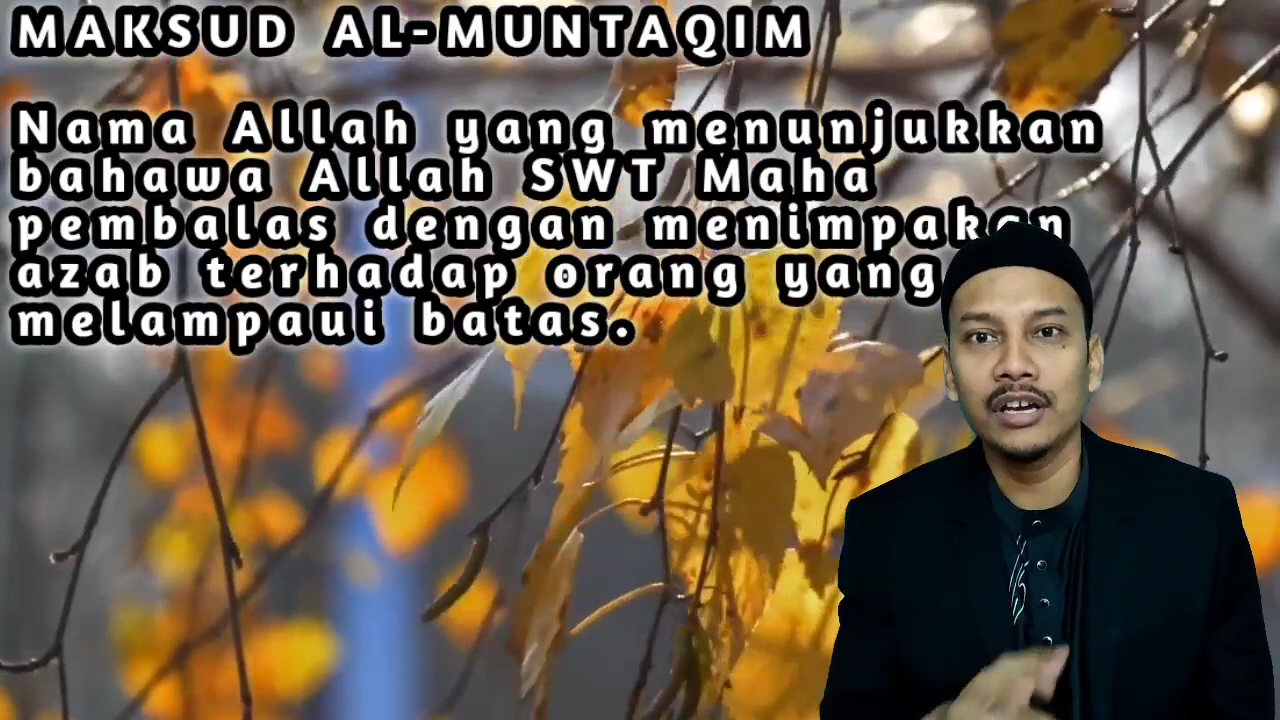 MAKSUD AL-MUNTAQIM
Nama Allah yang menunjukkan
bahawa Allah SWT Maha
pembalas dengan menimpakan
azab terhadap orang yang
melampaui batas.